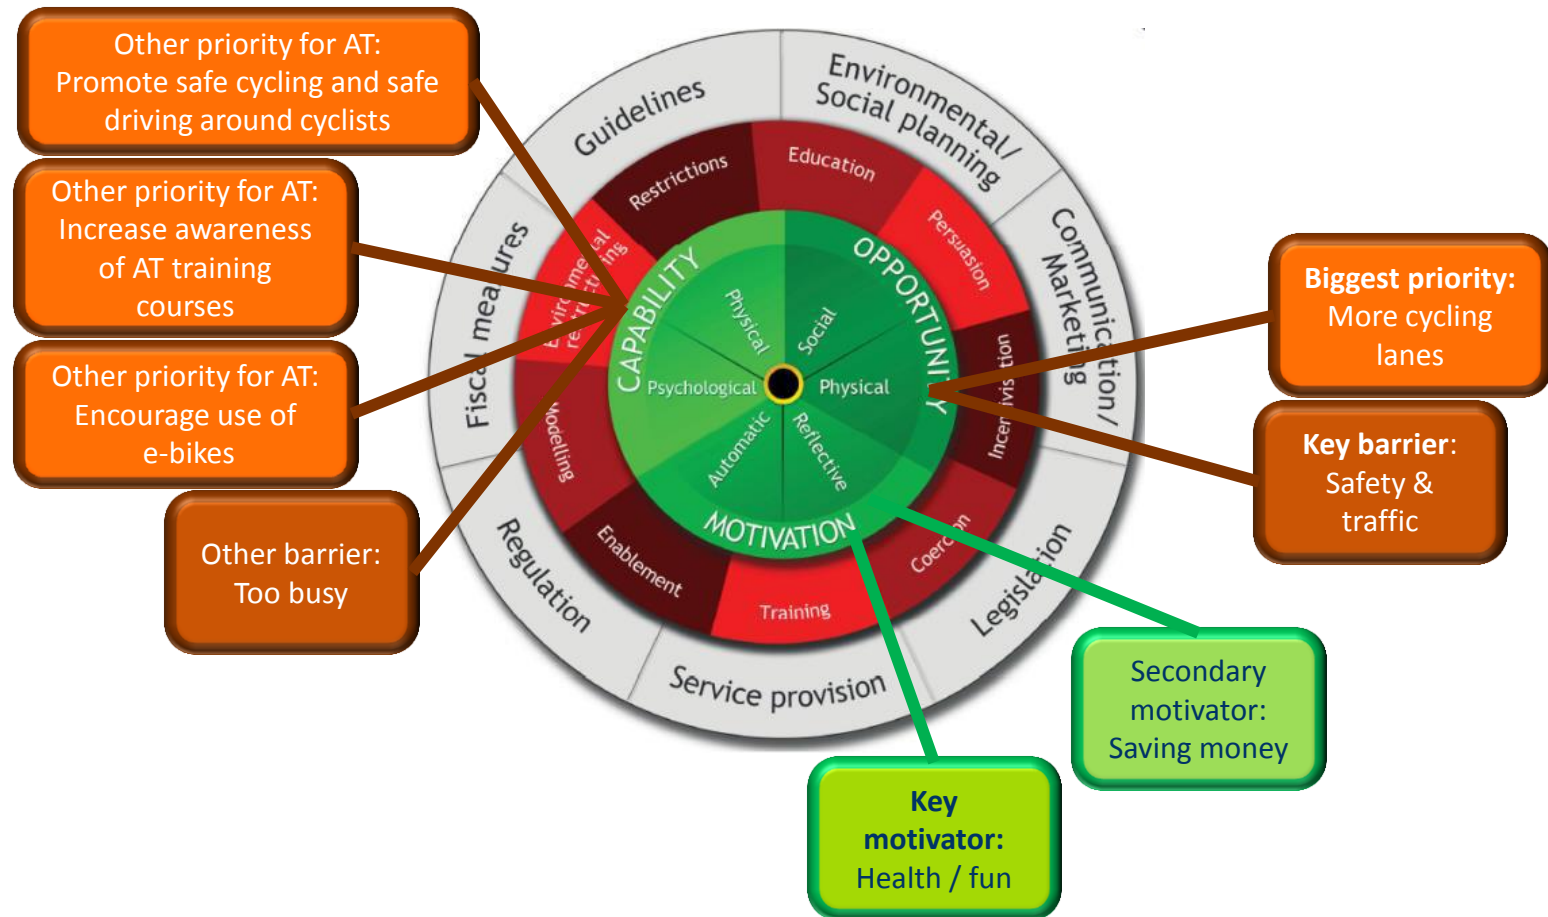 Other priority for AT:
Promote safe cycling and safe
driving around cyclists
Other priority for AT:
Increase awareness
of AT training
courses
Other priority for AT:
Encourage use of
e-bikes
Other barrier:
Too busy
Guidelines
Environmental/
Social planning
Communication/
Marketing
Legislation
Service provision
Regulation
Fiscal measures
Restrictions
Education
Persuasion
Incentivisation
Coercion
Training
Enablement
Modelling
Environmental
restructuring
CAPABILITY
OPPORTUNITY
MOTIVATION
Physical
Social
Psychological
Physical
Automatic
Reflective
Biggest priority:
More cycling
lanes
Key barrier:
Safety &
traffic
Secondary
motivator:
Saving money
Key
motivator:
Health / fun